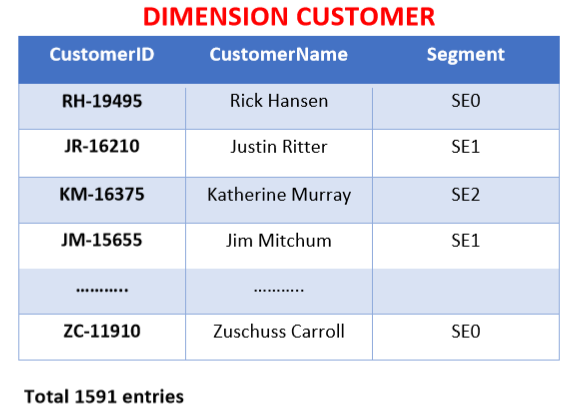 DIMENSION CUSTOMER
CustomerID CustomerName Segment
RH-19495 Rick Hansen SE0
JR-16210 Justin Ritter SE1
KM-16375 Katherine Murray SE2
JM-15655 Jim Mitchum SE1
……….. ………..
ZC-11910 Zuschuss Carroll SE0
Total 1591 entries